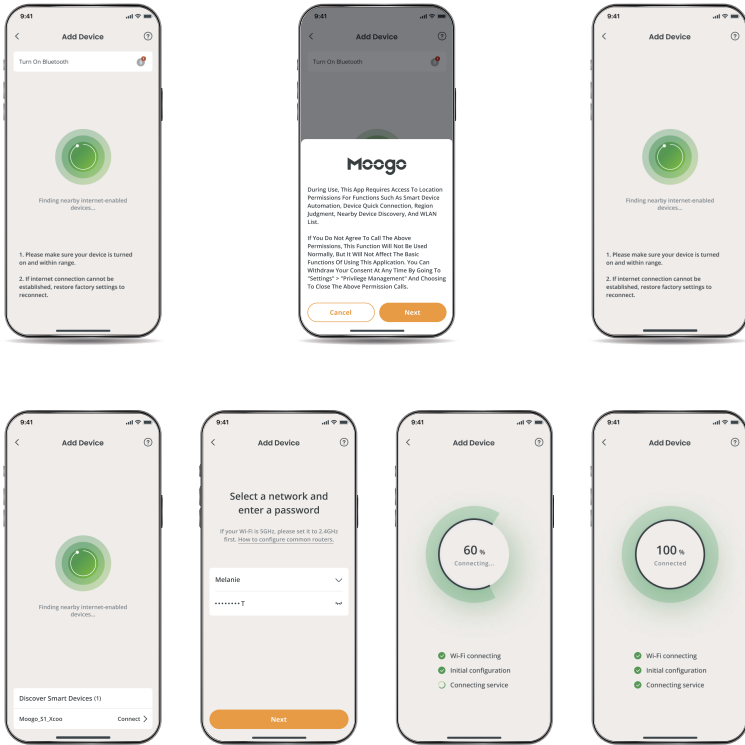 9:41
Add Device
Turn On Bluetooth
Finding nearby internet-enabled
devices...
1. Please make sure your device is turned
on and within range.
2. If internet connection cannot be
established, restore factory settings to
reconnect.
9:41
Add Device
Turn On Bluetooth
Moogo
During Use, This App Requires Access To Location
Permissions For Functions Such As Smart Device
Automation, Device Quick Connection, Region
Judgment, Nearby Device Discovery, And WLAN
List.
If You Do Not Agree To Call The Above
Permissions, This Function Will Not Be Used
Normally, But It Will Not Affect The Basic
Functions Of Using This Application. You Can
Withdraw Your Consent At Any Time By Going To
"Settings" > "Privilege Management" And Choosing
To Close The Above Permission Calls.
Cancel
Next
9:41
Add Device
Finding nearby internet-enabled
devices...
1. Please make sure your device is turned
on and within range.
2. If internet connection cannot be
established, restore factory settings to
reconnect.
9:41
Add Device
Finding nearby internet-enabled
devices...
Discover Smart Devices (1)
Moogo_S1_Xcoo
Connect >
9:41
Add Device
Select a network and
enter a password
If your Wi-Fi is 5GHz, please set it to 2.4GHz
first. How to configure common routers.
Melanie
••••••••T
Next
9:41
Add Device
60 %
Connecting...
Wi-Fi connecting
Initial configuration
Connecting service
9:41
Add Device
100 %
Connected
Wi-Fi connecting
Initial configuration
Connecting service